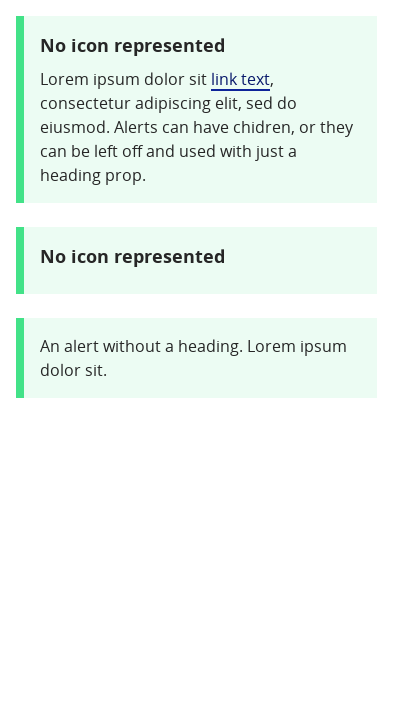 No icon represented
Lorem ipsum dolor sit link text,
consectetur adipiscing elit, sed do
eiusmod. Alerts can have chidren, or they
can be left off and used with just a
heading prop.
No icon represented
An alert without a heading. Lorem ipsum
dolor sit.